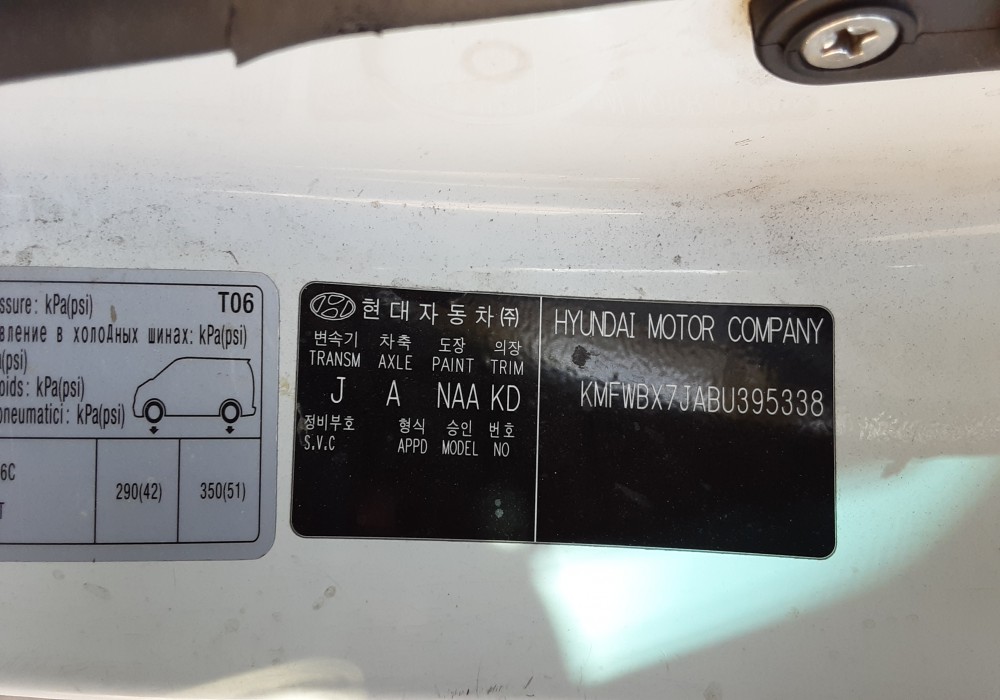 ssure: kPa(psi) T06
вление в холодных шинах: kPa(psi)
(psi)
oids: kPa(psi)
neumatici: kPa(psi)
6C
T
290(42) 350(51)
현대자동차(주)
변속기 차축 도장 의장
TRANSM AXLE PAINT TRIM
J A NAA KD
정비부호 형식 승인 번호
S.V.C APPD MODEL NO
HYUNDAI MOTOR COMPANY
KMFWBX7JABU395338